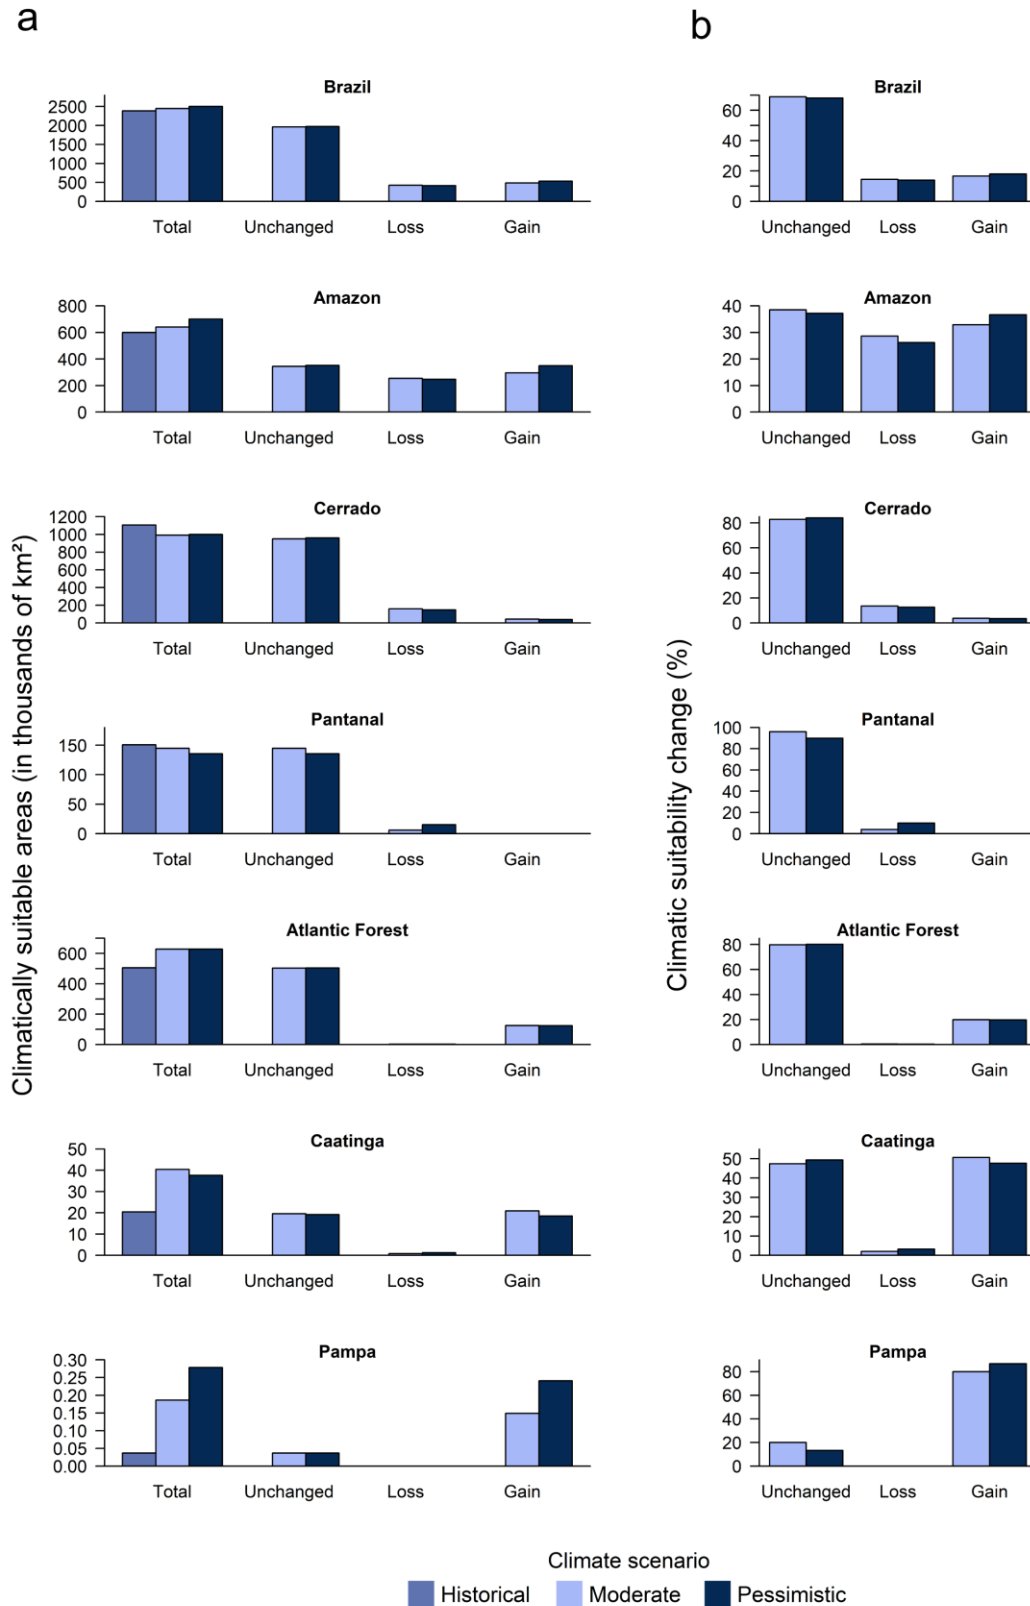 a
b
Climatically suitable areas (in thousands of km²)
Climatic suitability change (%)
Brazil
2500
2000
1500
1000
500
0
Total Unchanged Loss Gain
Brazil
60
40
20
0
Unchanged Loss Gain
Amazon
800
600
400
200
0
Total Unchanged Loss Gain
Amazon
40
30
20
10
0
Unchanged Loss Gain
Cerrado
1200
1000
800
600
400
200
0
Total Unchanged Loss Gain
Cerrado
80
60
40
20
0
Unchanged Loss Gain
Pantanal
150
100
50
0
Total Unchanged Loss Gain
Pantanal
100
80
60
40
20
0
Unchanged Loss Gain
Atlantic Forest
600
400
200
0
Total Unchanged Loss Gain
Atlantic Forest
80
60
40
20
0
Unchanged Loss Gain
Caatinga
50
40
30
20
10
0
Total Unchanged Loss Gain
Caatinga
50
40
30
20
10
0
Unchanged Loss Gain
Pampa
0.30
0.25
0.20
0.15
0.10
0.05
0.00
Total Unchanged Loss Gain
Pampa
80
60
40
20
0
Unchanged Loss Gain
Climate scenario
Historical Moderate Pessimistic